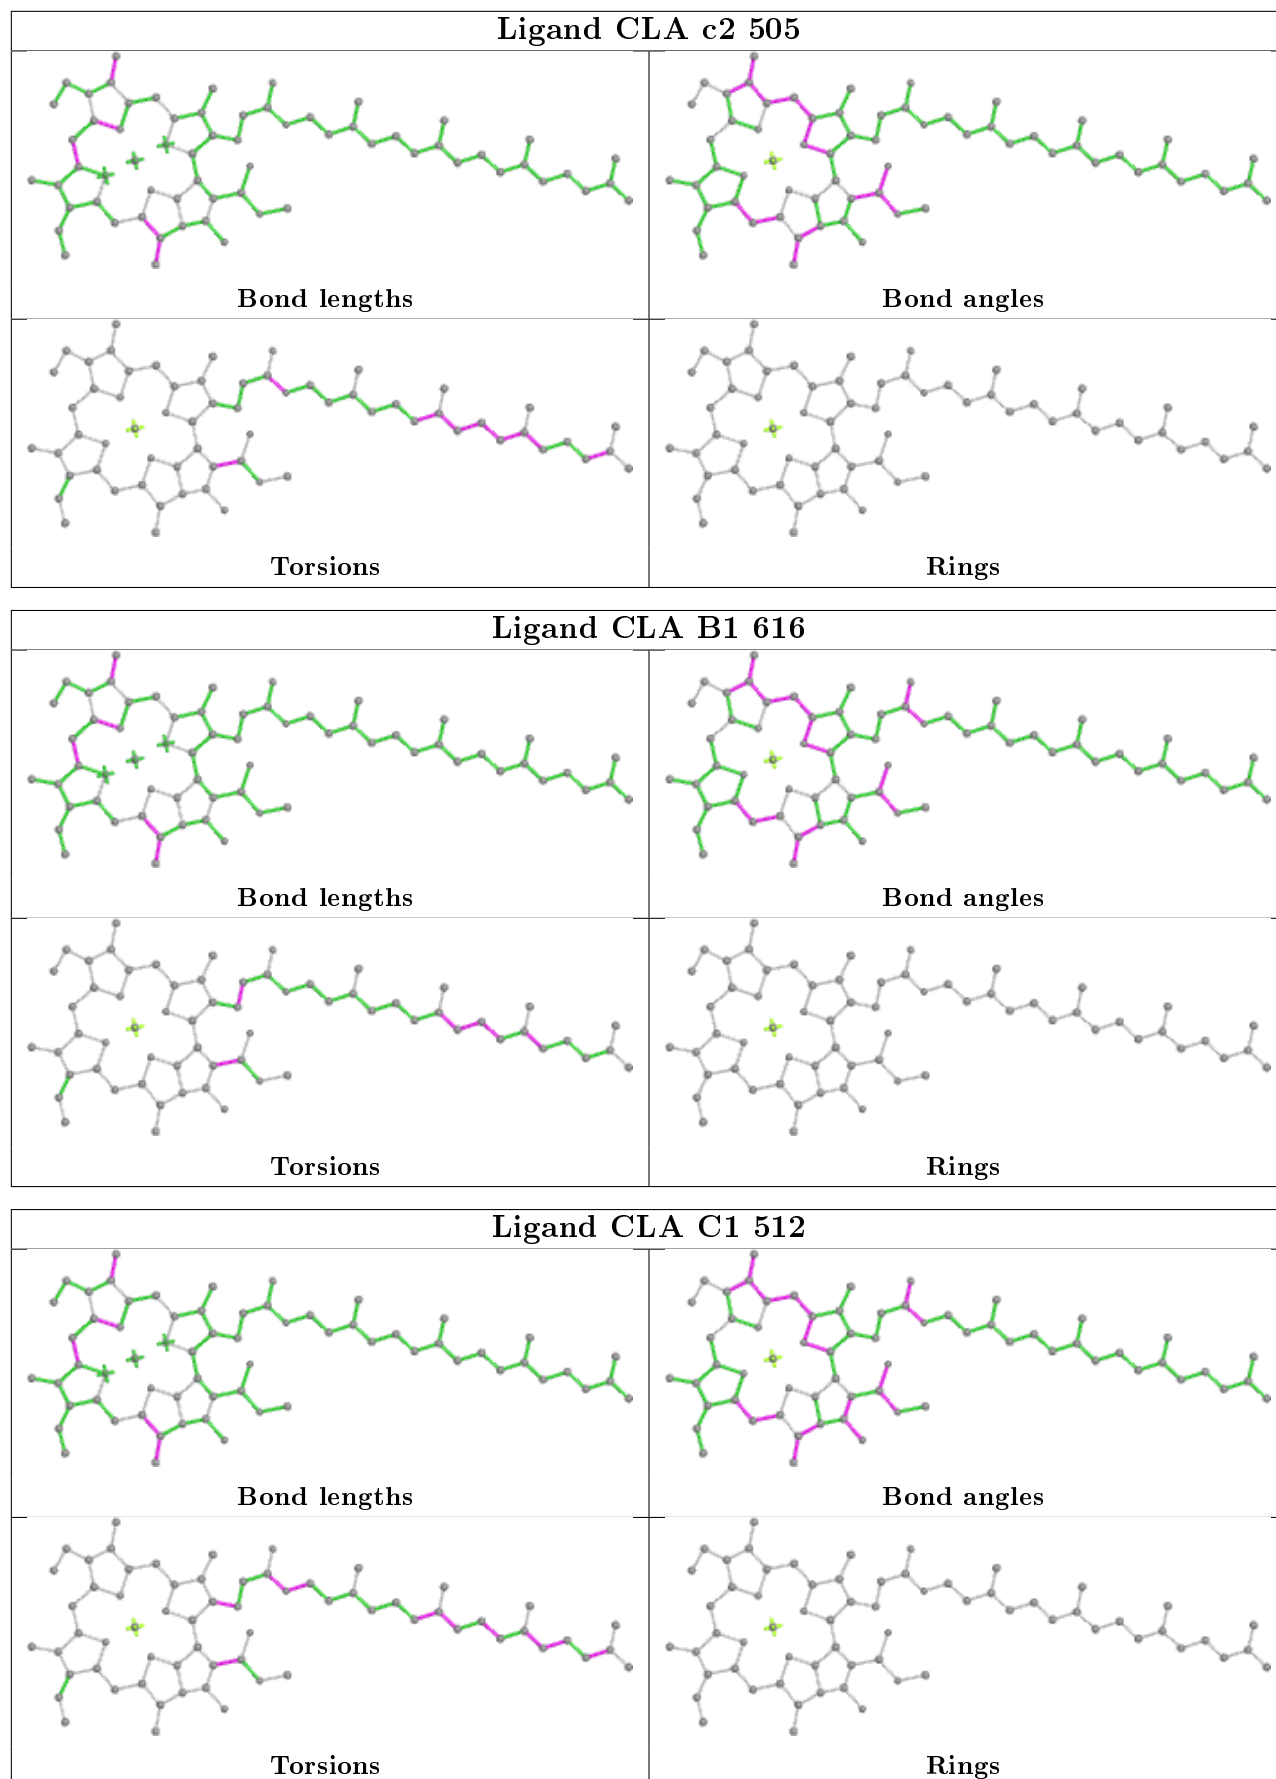 Ligand CLA c2 505
Bond lengths
Bond angles
Torsions
Rings
Ligand CLA B1 616
Bond lengths
Bond angles
Torsions
Rings
Ligand CLA C1 512
Bond lengths
Bond angles
Torsions
Rings